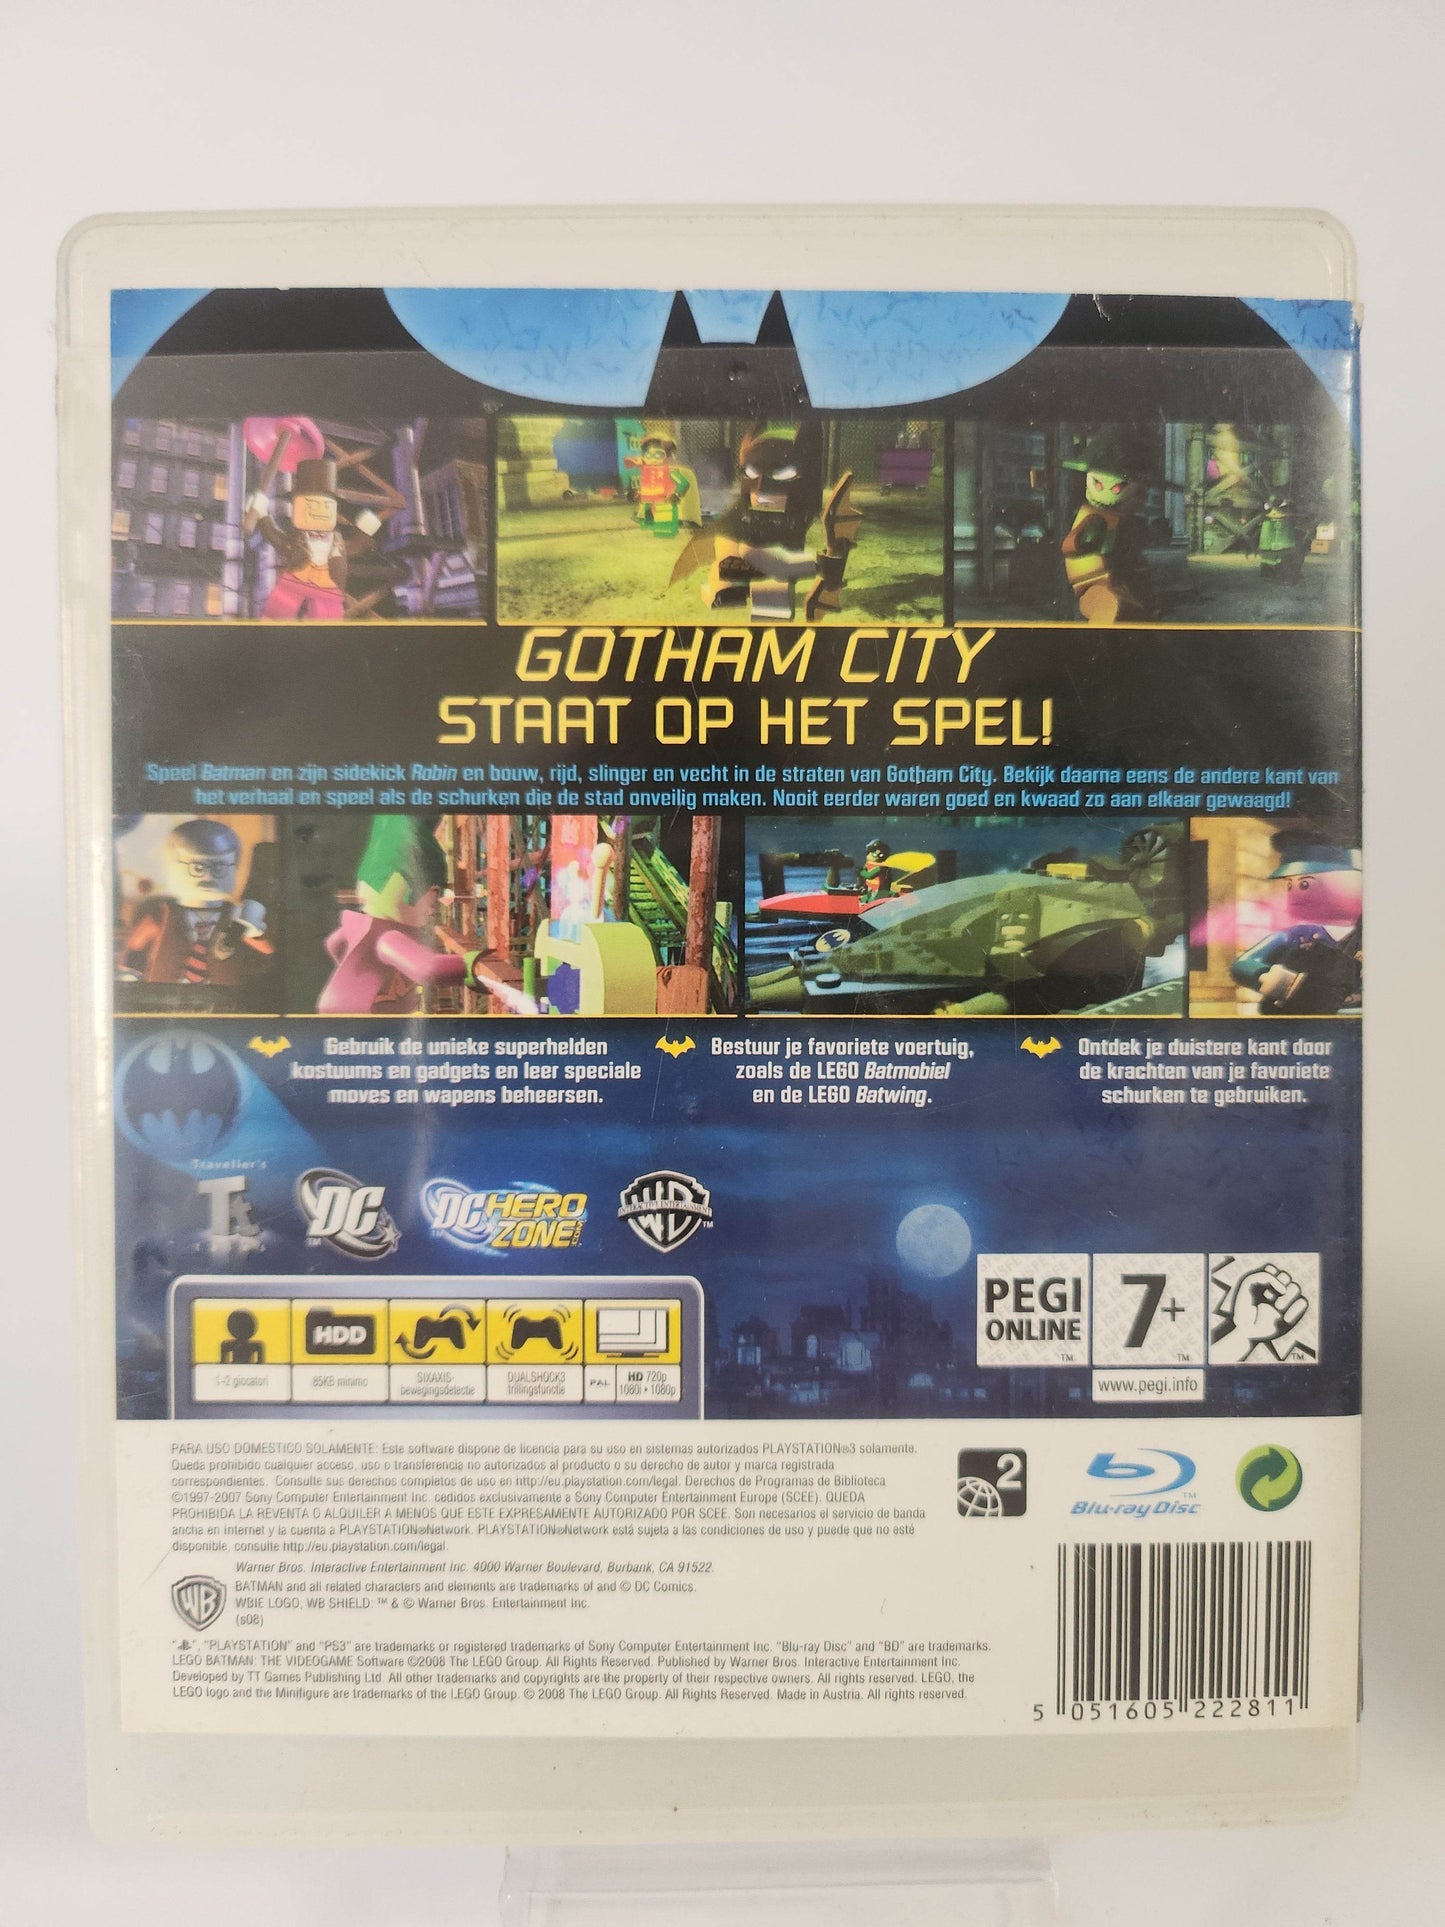 GOTHAM CITY
STAAT OP HET SPEL!
Speel Batman en zijn sidekick Robin en bouw, rijd, slinger en vecht in de straten van Gotham City. Bekijk daarna eens de andere kant van
het verhaal en speel als de schurken die de stad onveilig maken. Nooit eerder waren goed en kwaad zo aan elkaar gewaagd!
Gebruik de unieke superhelden
kostuums en gadgets en leer speciale
moves en wapens beheersen.
Bestuur je favoriete voertuig,
zoals de LEGO Batmobiel
en de LEGO Batwing.
Ontdek je duistere kant door
de krachten van je favoriete
schurken te gebruiken.
Traveller's
Tt
TALES
DC
TM
DC HERO
ZONE.COM
TM
WB
INTERACTIVE ENTERTAINMENT
TM
HDD
1-2 giocatori
85KB minimo
SIXAXIS-
bewegingsdetectie
DUALSHOCK3
trillingsfunctie
PAL
HD 720p
1080i • 1080p
PEGI
ONLINE
TM
7+
TM
TM
www.pegi.info
PARA USO DOMESTICO SOLAMENTE: Este software dispone de licencia para su uso en sistemas autorizados PLAYSTATION®3 solamente.
Queda prohibido cualquier acceso, uso o transferencia no autorizados al producto o su derecho de autor y marca registrada
correspondientes. Consulte sus derechos completos de uso en http://eu.playstation.com/legal. Derechos de Programas de Biblioteca
©1997-2007 Sony Computer Entertainment Inc. cedidos exclusivamente a Sony Computer Entertainment Europe (SCEE). QUEDA
PROHIBIDA LA REVENTA O ALQUILER A MENOS QUE ESTE EXPRESAMENTE AUTORIZADO POR SCEE. Son necesarios el servicio de banda
ancha en internet y la cuenta a PLAYSTATION®Network. PLAYSTATION®Network está sujeta a las condiciones de uso y puede que no esté
disponible, consulte http://eu.playstation.com/legal.
Warner Bros. Interactive Entertainment Inc. 4000 Warner Boulevard, Burbank, CA 91522.
BATMAN and all related characters and elements are trademarks of and © DC Comics.
WBIE LOGO, WB SHIELD: ™ & © Warner Bros. Entertainment Inc.
(s08)
WB
" ", "PLAYSTATION" and "PS3" are trademarks or registered trademarks of Sony Computer Entertainment Inc. "Blu-ray Disc" and "BD" are trademarks.
LEGO BATMAN: THE VIDEOGAME Software ©2008 The LEGO Group. All Rights Reserved. Published by Warner Bros. Interactive Entertainment Inc.
Developed by TT Games Publishing Ltd. All other trademarks and copyrights are the property of their respective owners. All rights reserved. LEGO, the
LEGO logo and the Minifigure are trademarks of the LEGO Group. © 2008 The LEGO Group. All Rights Reserved. Made in Austria. All rights reserved.
2
Blu-ray Disc
TM
5 051605 222811